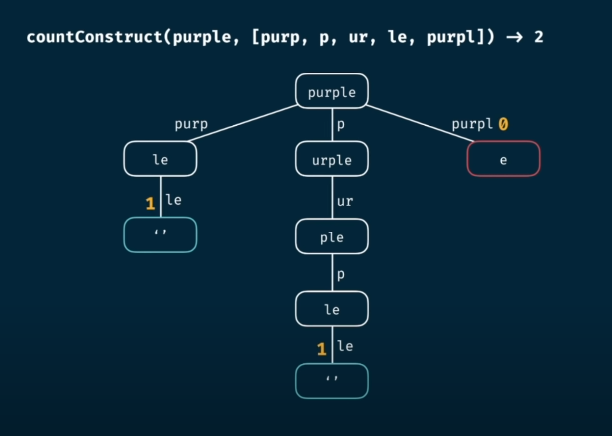 countConstruct(purple, [purp, p, ur, le, purpl]) → 2
purple
purp p purpl 0
le urple e
1 le ur
‘’ ple
p
le
1 le
‘’